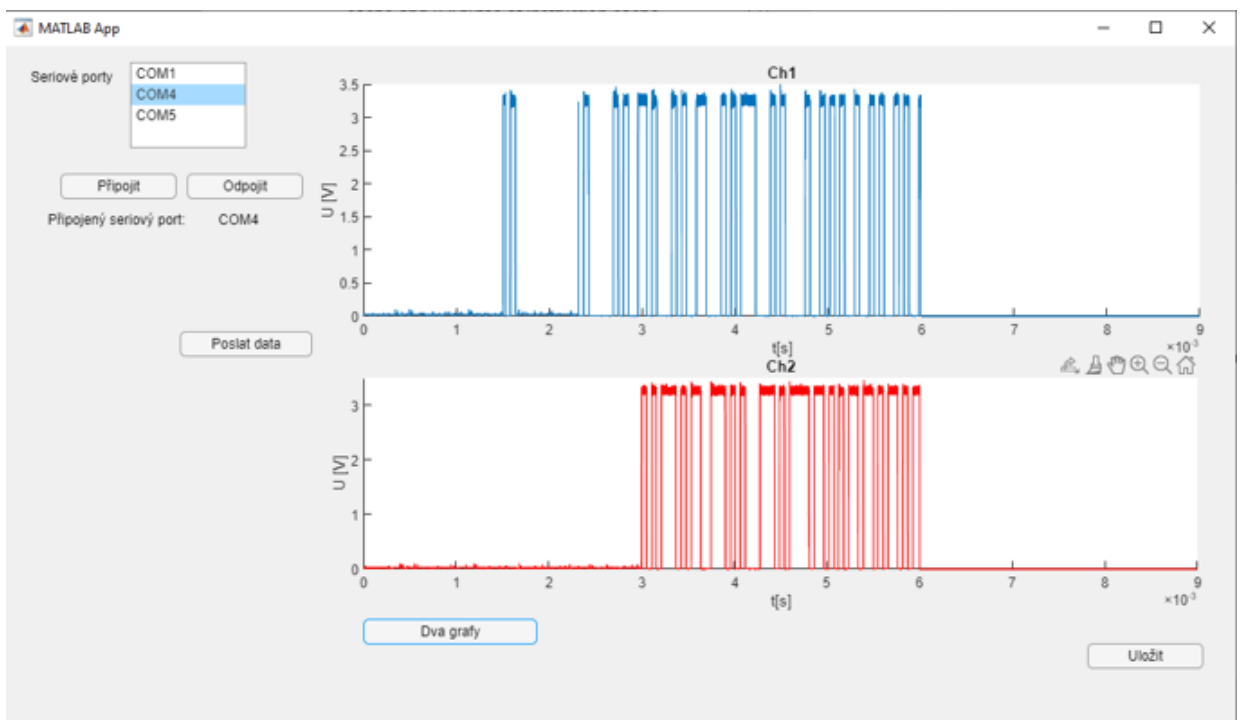 MATLAB App
Seriové porty
COM1
COM4
COM5
Připojit
Odpojit
Připojený seriový port:
COM4
Poslat data
Ch1
U [V]
3.5
3
2.5
2
1.5
1
0.5
0
0 1 2 3 4 5 6 7 8 9
t[s]
×10-3
Ch2
U [V]
3
2
1
0
0 1 2 3 4 5 6 7 8 9
t[s]
×10-3
Dva grafy
Uložit